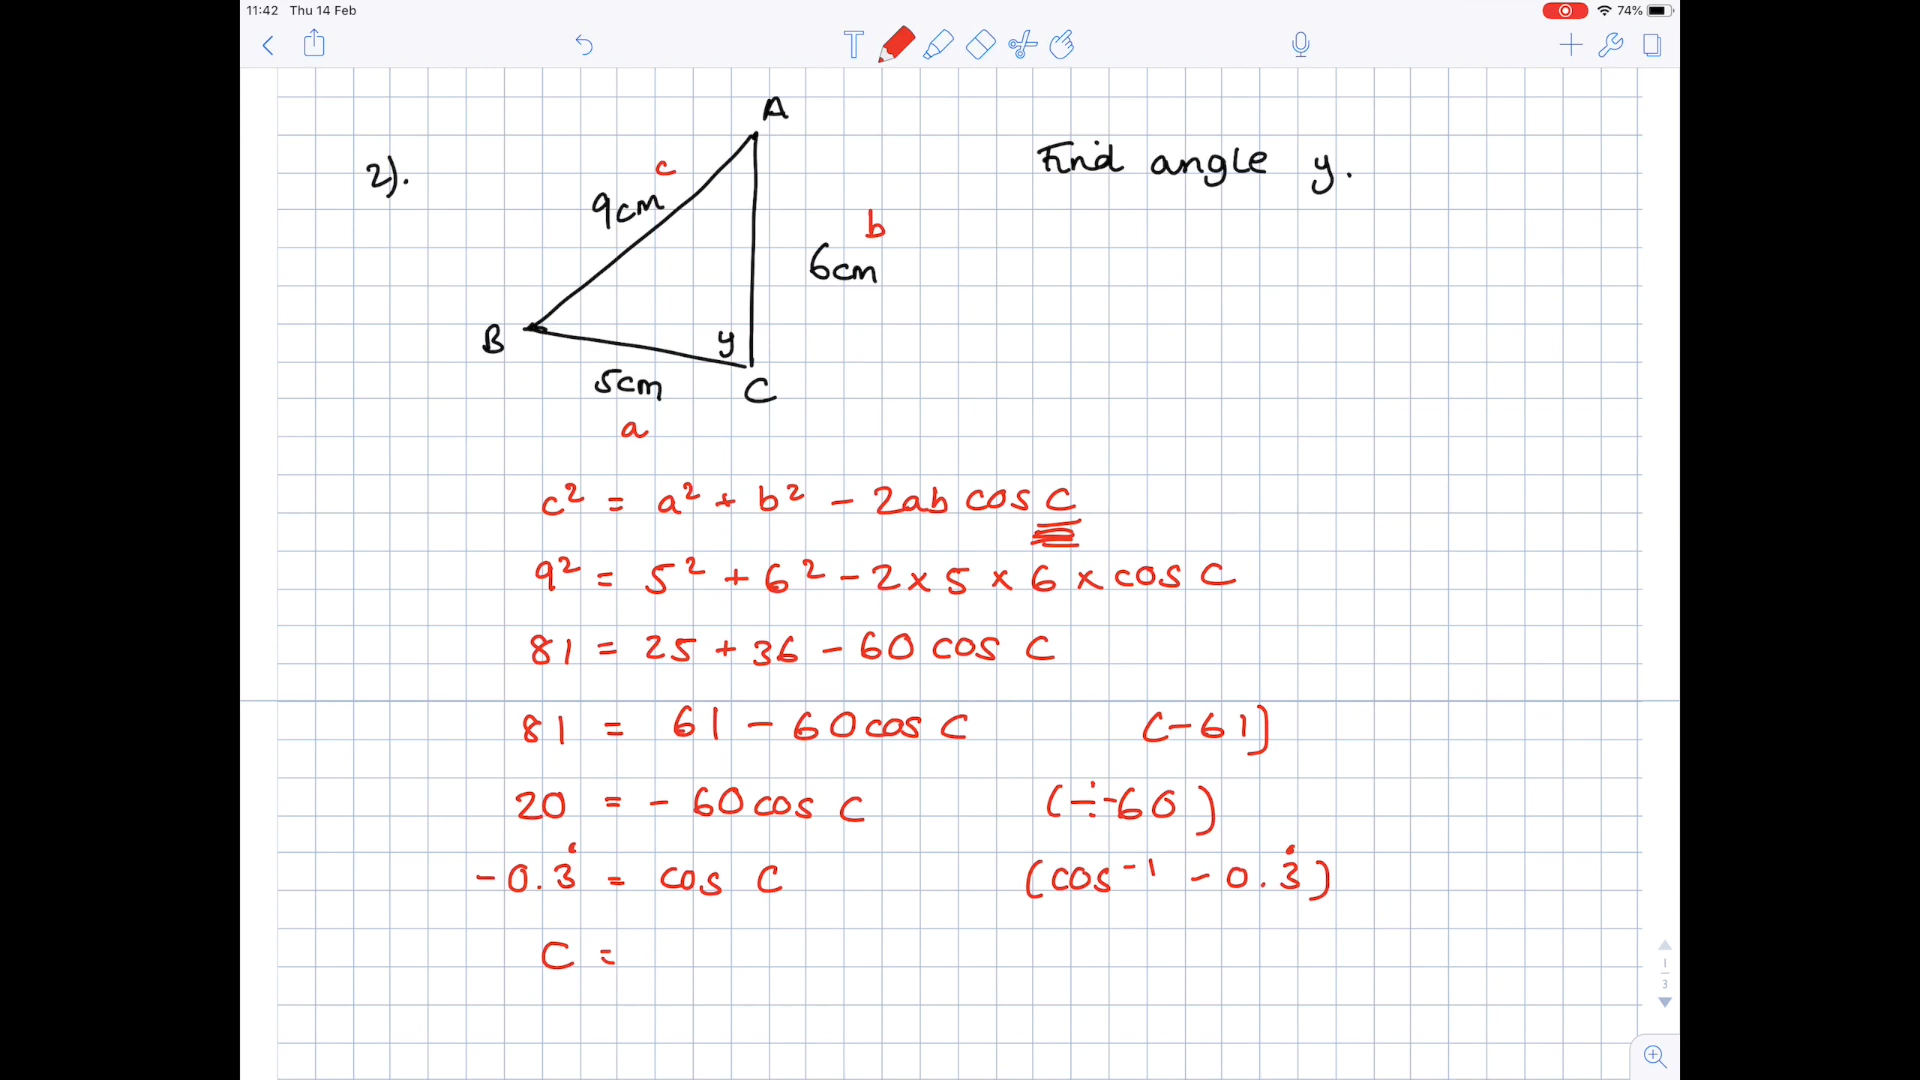 11:42 Thu 14 Feb
74%
T
A
Find angle y.
2).
c
9cm
b
6cm
B
y
5cm
C
a
c² = a² + b² - 2ab cos C
9² = 5² + 6² - 2 × 5 × 6 × cos C
81 = 25 + 36 - 60 cos C
81 = 61 - 60 cos C (-61)
20 = - 60 cos C (÷-60)
-0.3̇ = cos C (cos⁻¹ -0.3̇)
C =
1
3